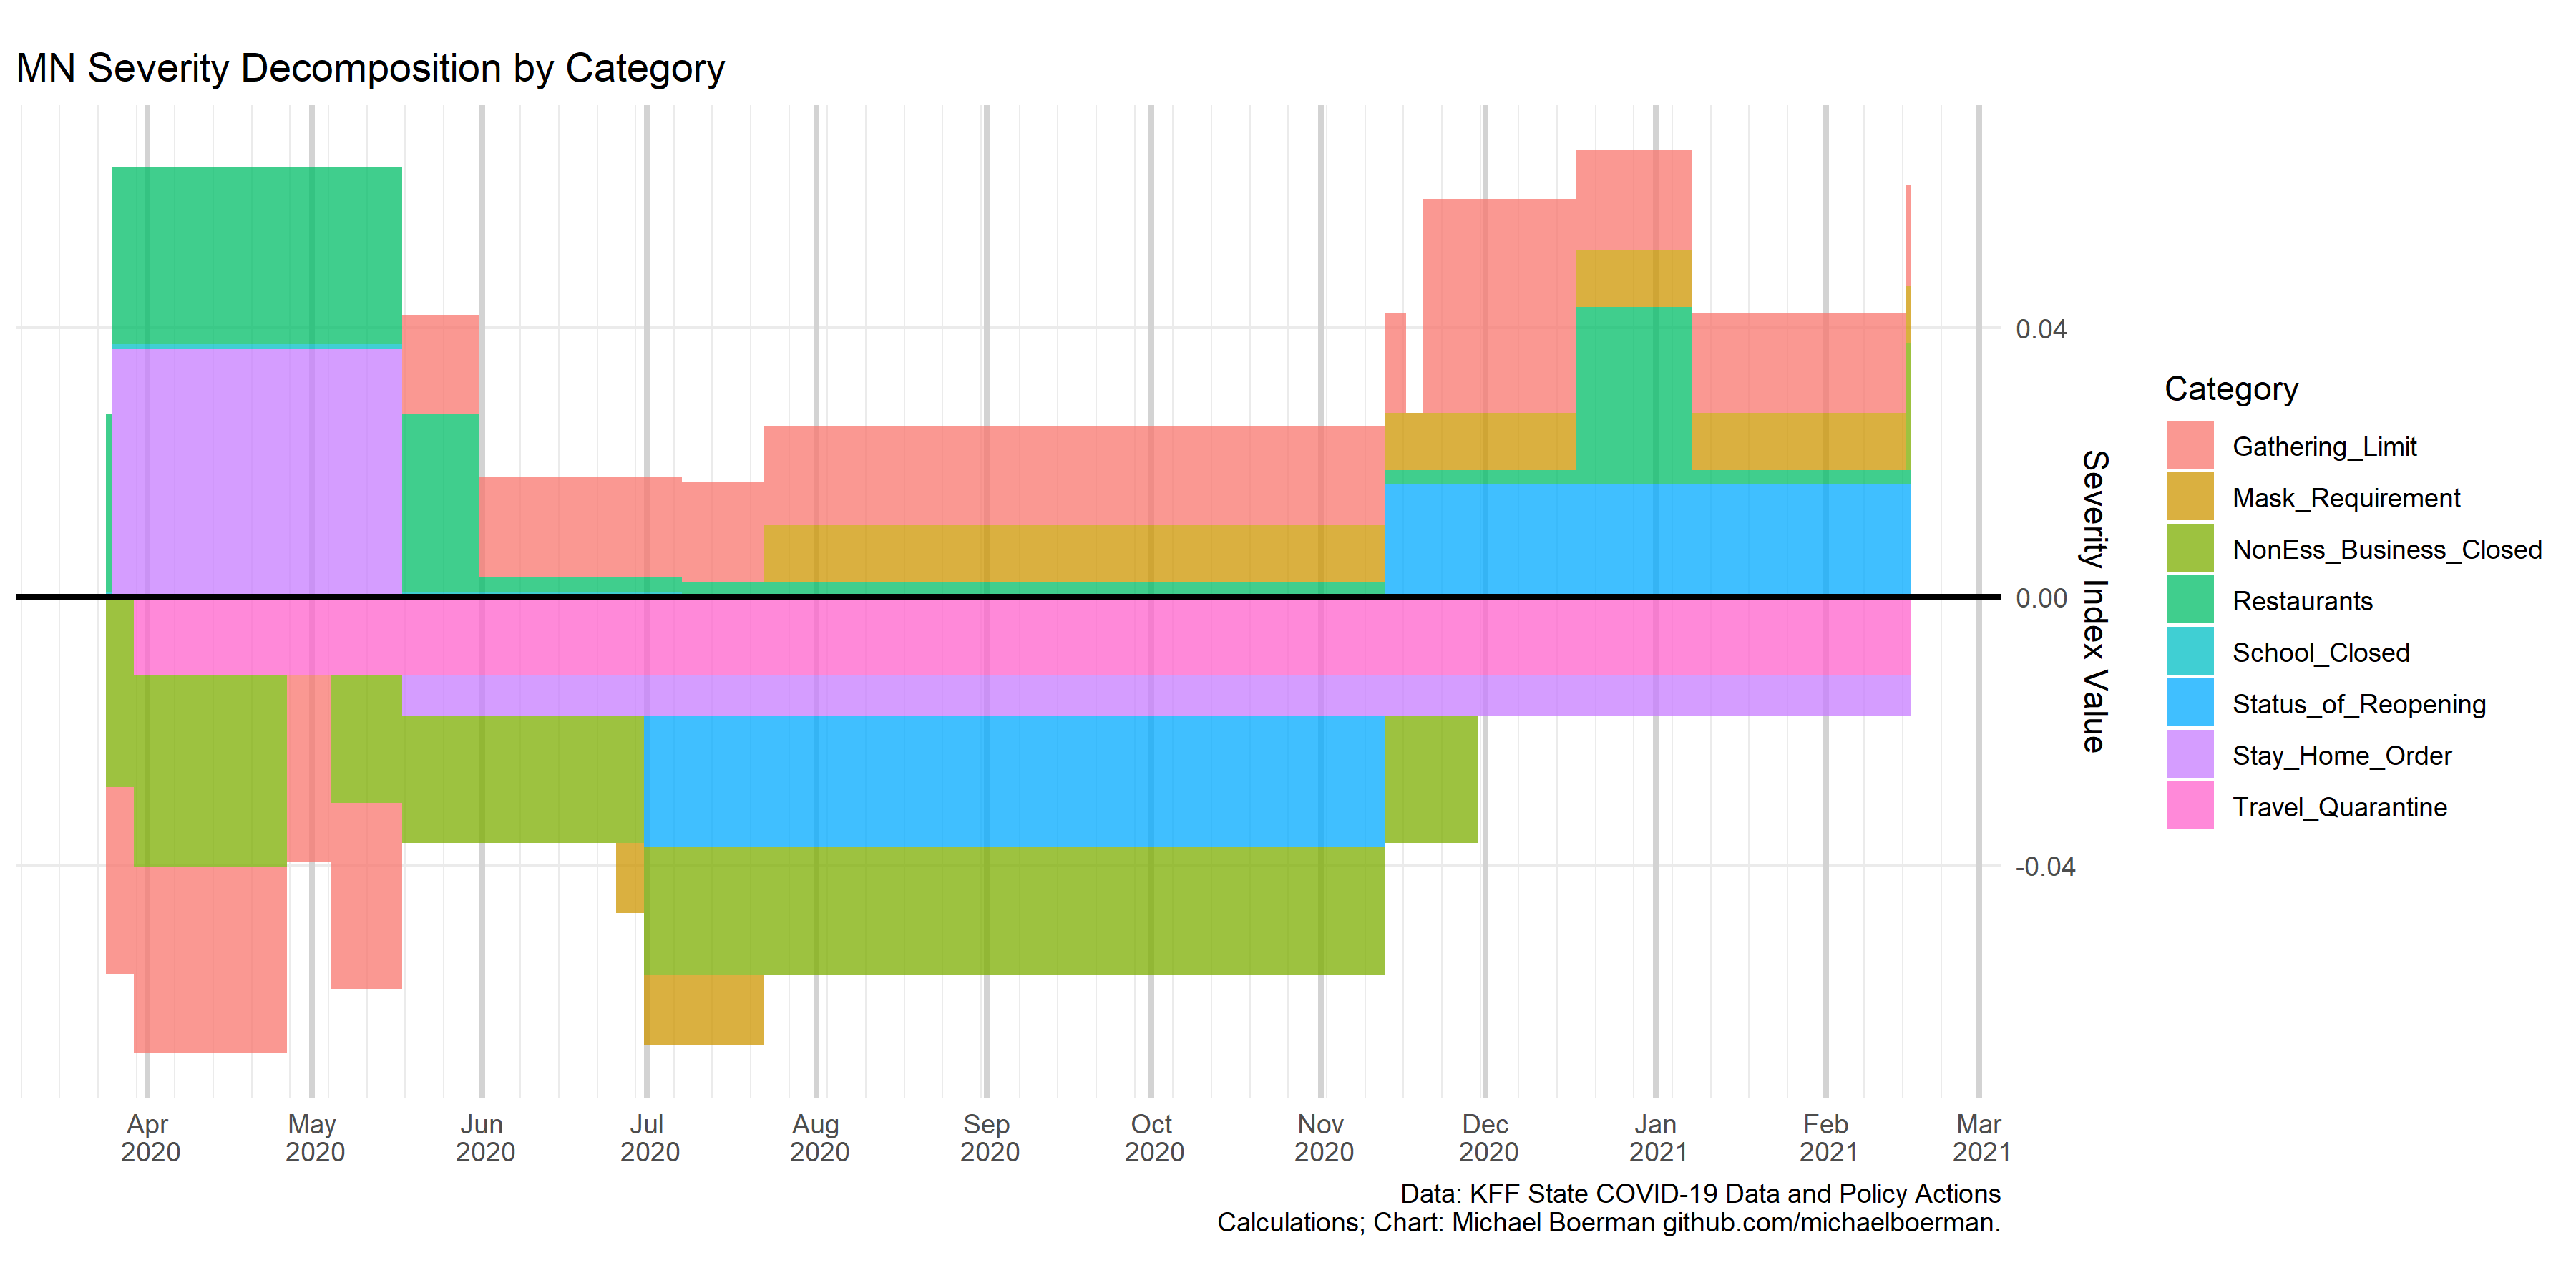 MN Severity Decomposition by Category
0.04
0.00
-0.04
Severity Index Value
Apr
2020
May
2020
Jun
2020
Jul
2020
Aug
2020
Sep
2020
Oct
2020
Nov
2020
Dec
2020
Jan
2021
Feb
2021
Mar
2021
Category
Gathering_Limit
Mask_Requirement
NonEss_Business_Closed
Restaurants
School_Closed
Status_of_Reopening
Stay_Home_Order
Travel_Quarantine
Data: KFF State COVID-19 Data and Policy Actions
Calculations; Chart: Michael Boerman github.com/michaelboerman.